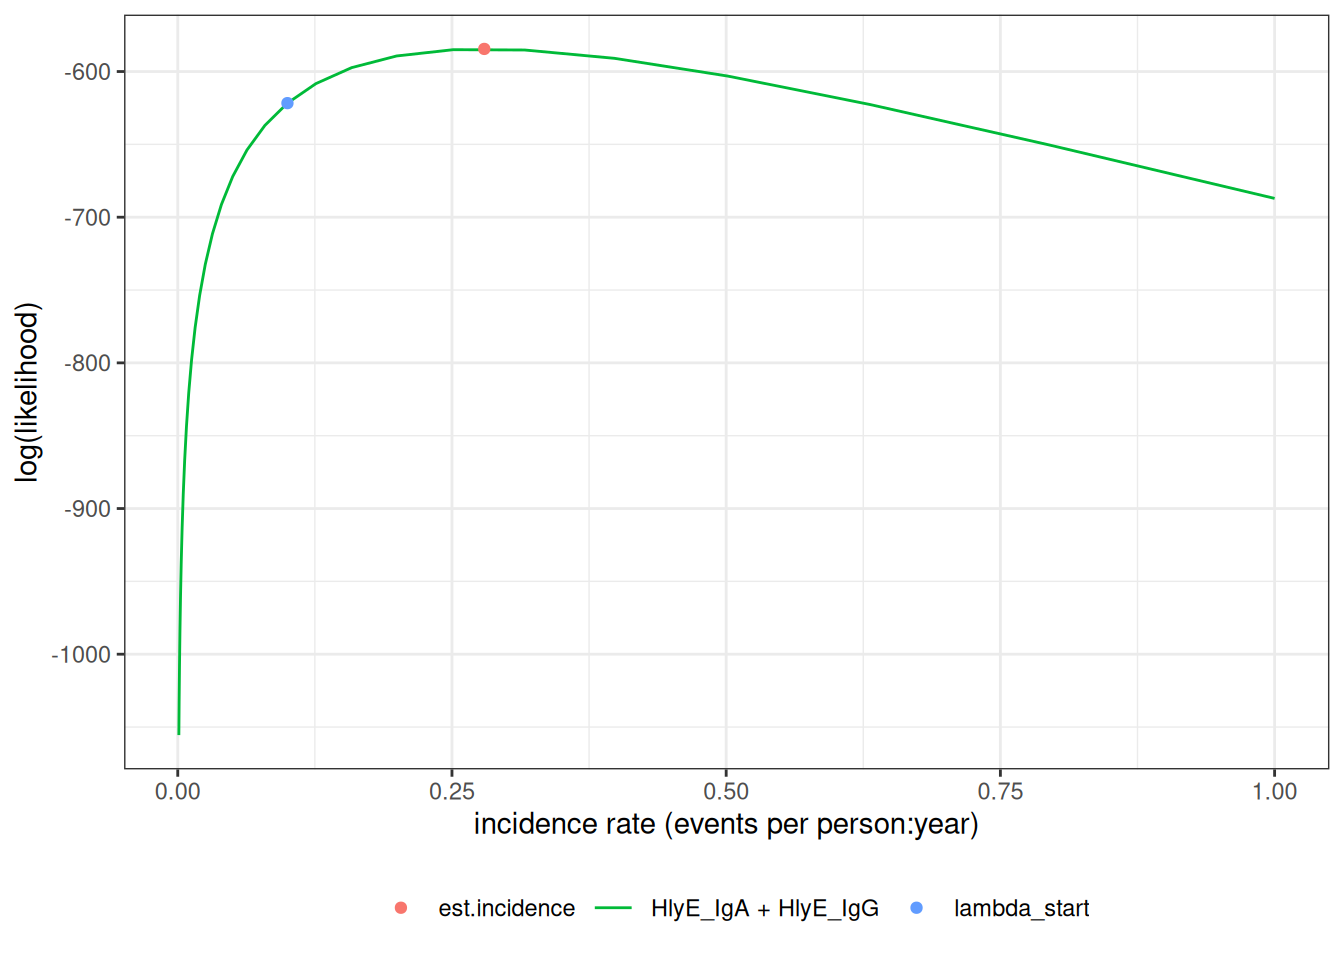 log(likelihood)
-600
-700
-800
-900
-1000
0.00 0.25 0.50 0.75 1.00
incidence rate (events per person:year)
est.incidence HlyE_IgA + HlyE_IgG lambda_start